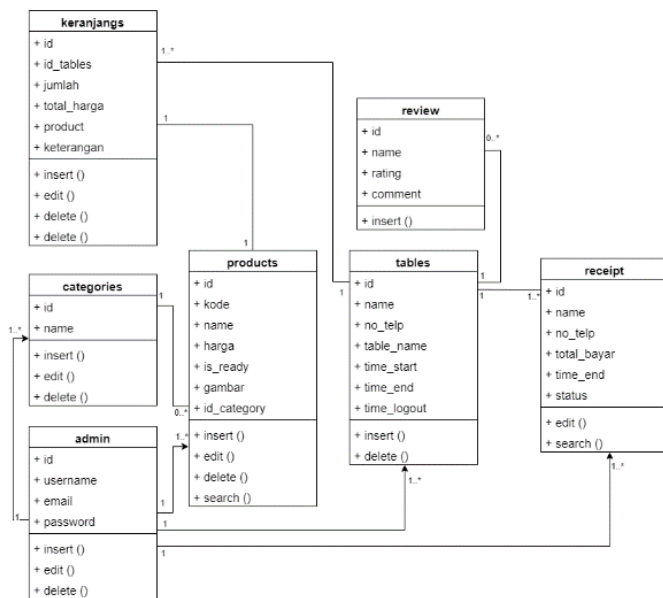 keranjangs
+ id
+ id_tables
+ jumlah
+ total_harga
+ product
+ keterangan
+ insert ()
+ edit ()
+ delete ()
+ delete ()
1..*
1
1
review
+ id
+ name
+ rating
+ comment
+ insert ()
0..*
categories
+ id
+ name
+ insert ()
+ edit ()
+ delete ()
1
1..*
0..*
products
+ id
+ kode
+ name
+ harga
+ is_ready
+ gambar
+ id_category
+ insert ()
+ edit ()
+ delete ()
+ search ()
1..*
tables
+ id
+ name
+ no_telp
+ table_name
+ time_start
+ time_end
+ time_logout
+ insert ()
+ delete ()
1
1
1
1..*
1..*
receipt
+ id
+ name
+ no_telp
+ total_bayar
+ time_end
+ status
+ edit ()
+ search ()
1..*
admin
+ id
+ username
+ email
+ password
+ insert ()
+ edit ()
+ delete ()
1
1
1
1